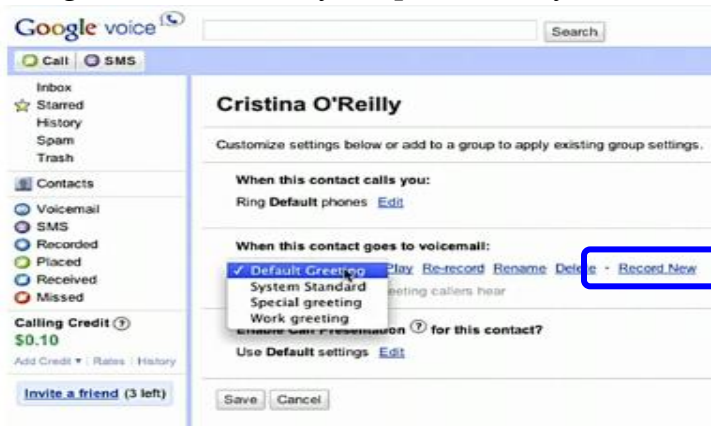 Google voice
Search
Call SMS
Inbox
Starred
History
Spam
Trash
Contacts
Voicemail
SMS
Recorded
Placed
Received
Missed
Calling Credit ?
$0.10
Add Credit ▾ | Rates | History
Invite a friend (3 left)
Cristina O'Reilly
Customize settings below or add to a group to apply existing group settings.
When this contact calls you:
Ring Default phones Edit
When this contact goes to voicemail:
✓ Default Greeting Play Re-record Rename Delete - Record New
System Standard
callers hear
Special greeting
Work greeting
? for this contact?
Use Default settings Edit
Save Cancel